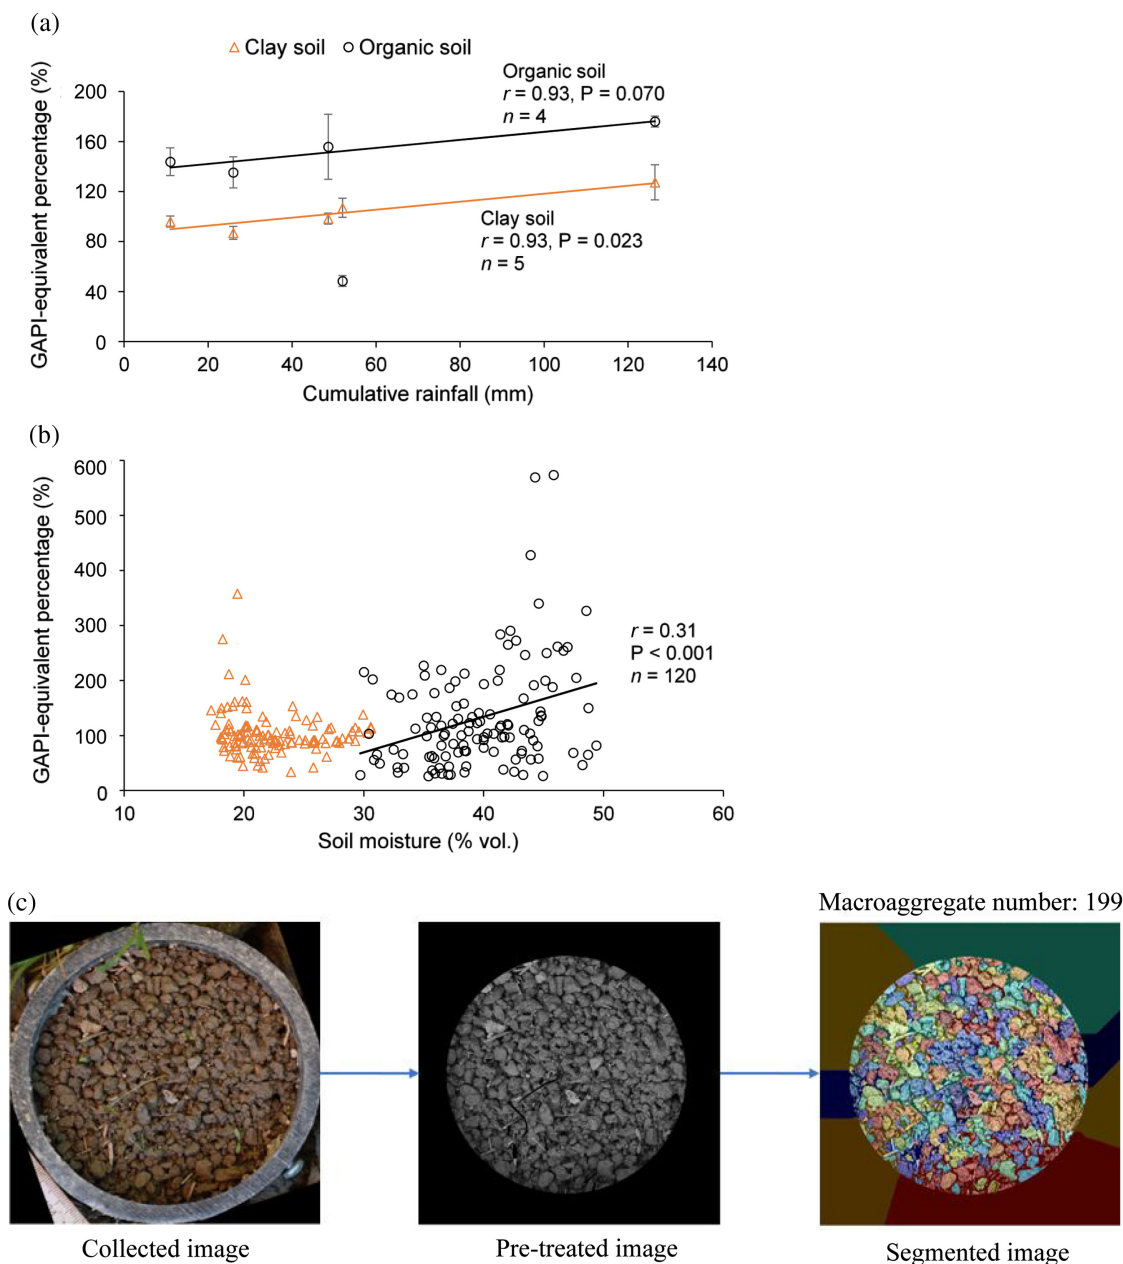 (a)
Clay soil Organic soil
GAPI-equivalent percentage (%)
200
160
120
80
40
0
Organic soil
r = 0.93, P = 0.070
n = 4
Clay soil
r = 0.93, P = 0.023
n = 5
0 20 40 60 80 100 120 140
Cumulative rainfall (mm)
(b)
GAPI-equivalent percentage (%)
600
500
400
300
200
100
0
r = 0.31
P < 0.001
n = 120
10 20 30 40 50 60
Soil moisture (% vol.)
(c)
Macroaggregate number: 199
Collected image
Pre-treated image
Segmented image